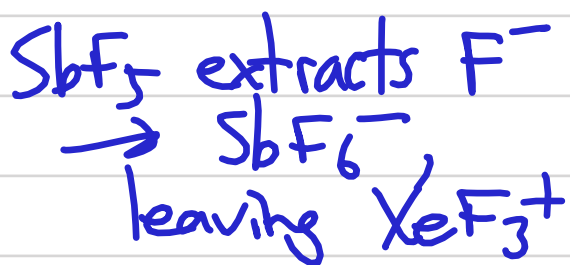 SbF₅ extracts F⁻
→ SbF₆⁻
leaving XeF₃⁺